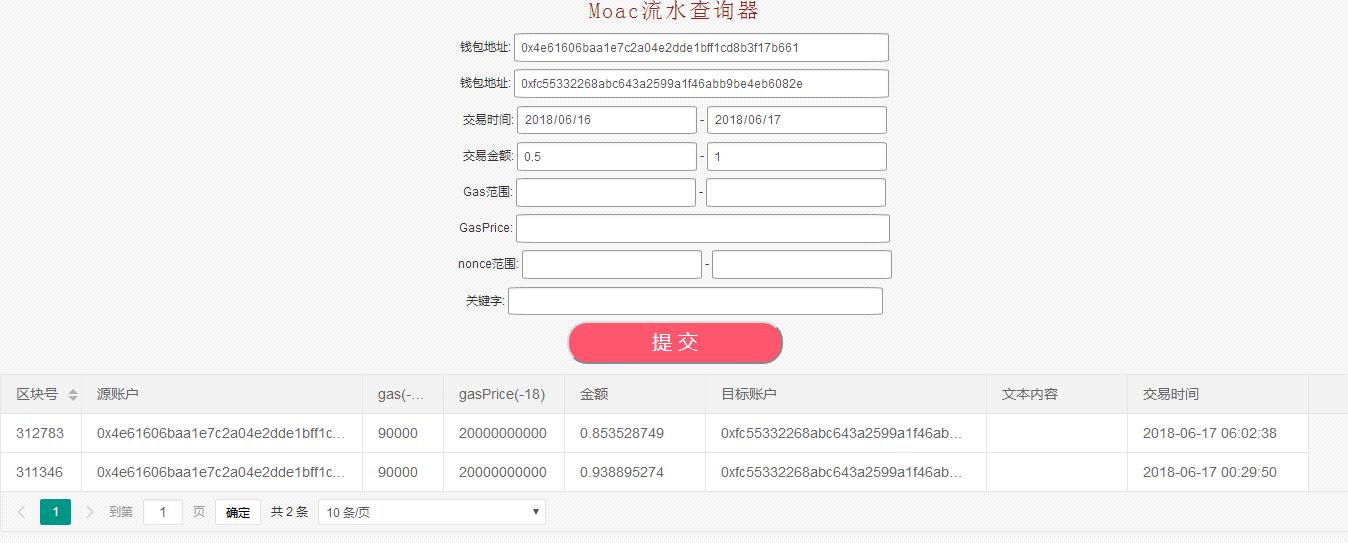 Moac流水查询器
钱包地址: 0x4e61606baa1e7c2a04e2dde1bff1cd8b3f17b661
钱包地址: 0xfc55332268abc643a2599a1f46abb9be4eb6082e
交易时间: 2018/06/16 - 2018/06/17
交易金额: 0.5 - 1
Gas范围: -
GasPrice:
nonce范围: -
关键字:
提交
区块号 源账户 gas(-... gasPrice(-18) 金额 目标账户 文本内容 交易时间
312783 0x4e61606baa1e7c2a04e2dde1bff1c... 90000 20000000000 0.853528749 0xfc55332268abc643a2599a1f46ab... 2018-06-17 06:02:38
311346 0x4e61606baa1e7c2a04e2dde1bff1c... 90000 20000000000 0.938895274 0xfc55332268abc643a2599a1f46ab... 2018-06-17 00:29:50
1 到第 1 页 确定 共 2 条 10 条/页